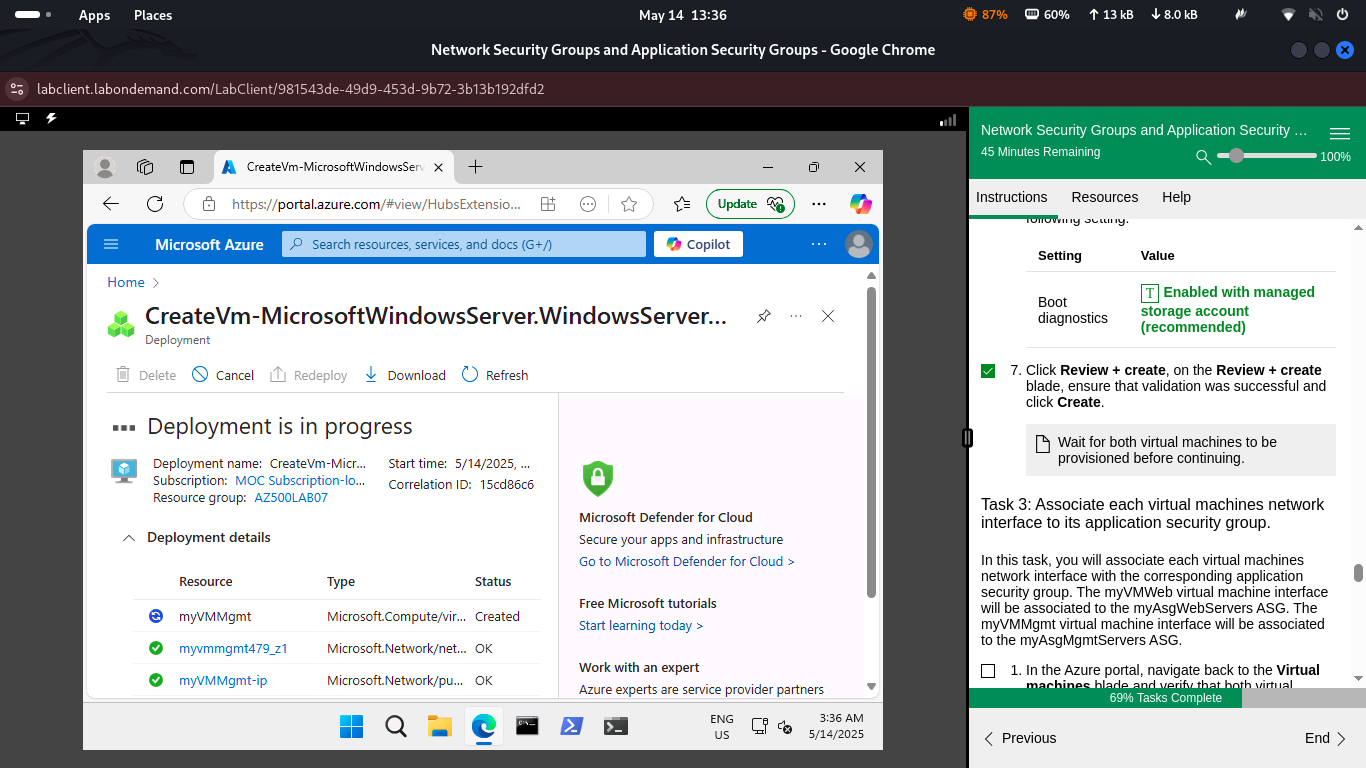 Apps Places May 14 13:36 87% 60% 13 kB 8.0 kB
Network Security Groups and Application Security Groups - Google Chrome
labclient.labondemand.com/LabClient/981543de-49d9-453d-9b72-3b13b192dfd2
CreateVm-MicrosoftWindowsServ
https://portal.azure.com/#view/HubsExtensio...
Update
Microsoft Azure
Search resources, services, and docs (G+/)
Copilot
Home
CreateVm-MicrosoftWindowsServer.WindowsServer...
Deployment
Delete Cancel Redeploy Download Refresh
Deployment is in progress
Deployment name: CreateVm-Micr...
Subscription: MOC Subscription-lo...
Resource group: AZ500LAB07
Start time: 5/14/2025, ...
Correlation ID: 15cd86c6
Deployment details
Resource Type Status
myVMMgmt Microsoft.Compute/vir... Created
myvmmgmt479_z1 Microsoft.Network/net... OK
myVMMgmt-ip Microsoft.Network/pu... OK
Microsoft Defender for Cloud
Secure your apps and infrastructure
Go to Microsoft Defender for Cloud >
Free Microsoft tutorials
Start learning today >
Work with an expert
Azure experts are service provider partners
ENG
US
3:36 AM
5/14/2025
Network Security Groups and Application Security ...
45 Minutes Remaining
100%
Instructions Resources Help
following setting.
Setting Value
Boot
diagnostics
T Enabled with managed
storage account
(recommended)
7. Click Review + create, on the Review + create
blade, ensure that validation was successful and
click Create.
Wait for both virtual machines to be
provisioned before continuing.
Task 3: Associate each virtual machines network
interface to its application security group.
In this task, you will associate each virtual machines
network interface with the corresponding application
security group. The myVMWeb virtual machine interface
will be associated to the myAsgWebServers ASG. The
myVMMgmt virtual machine interface will be associated
to the myAsgMgmtServers ASG.
1. In the Azure portal, navigate back to the Virtual
machines blade and verify that both virtual
69% Tasks Complete
Previous End